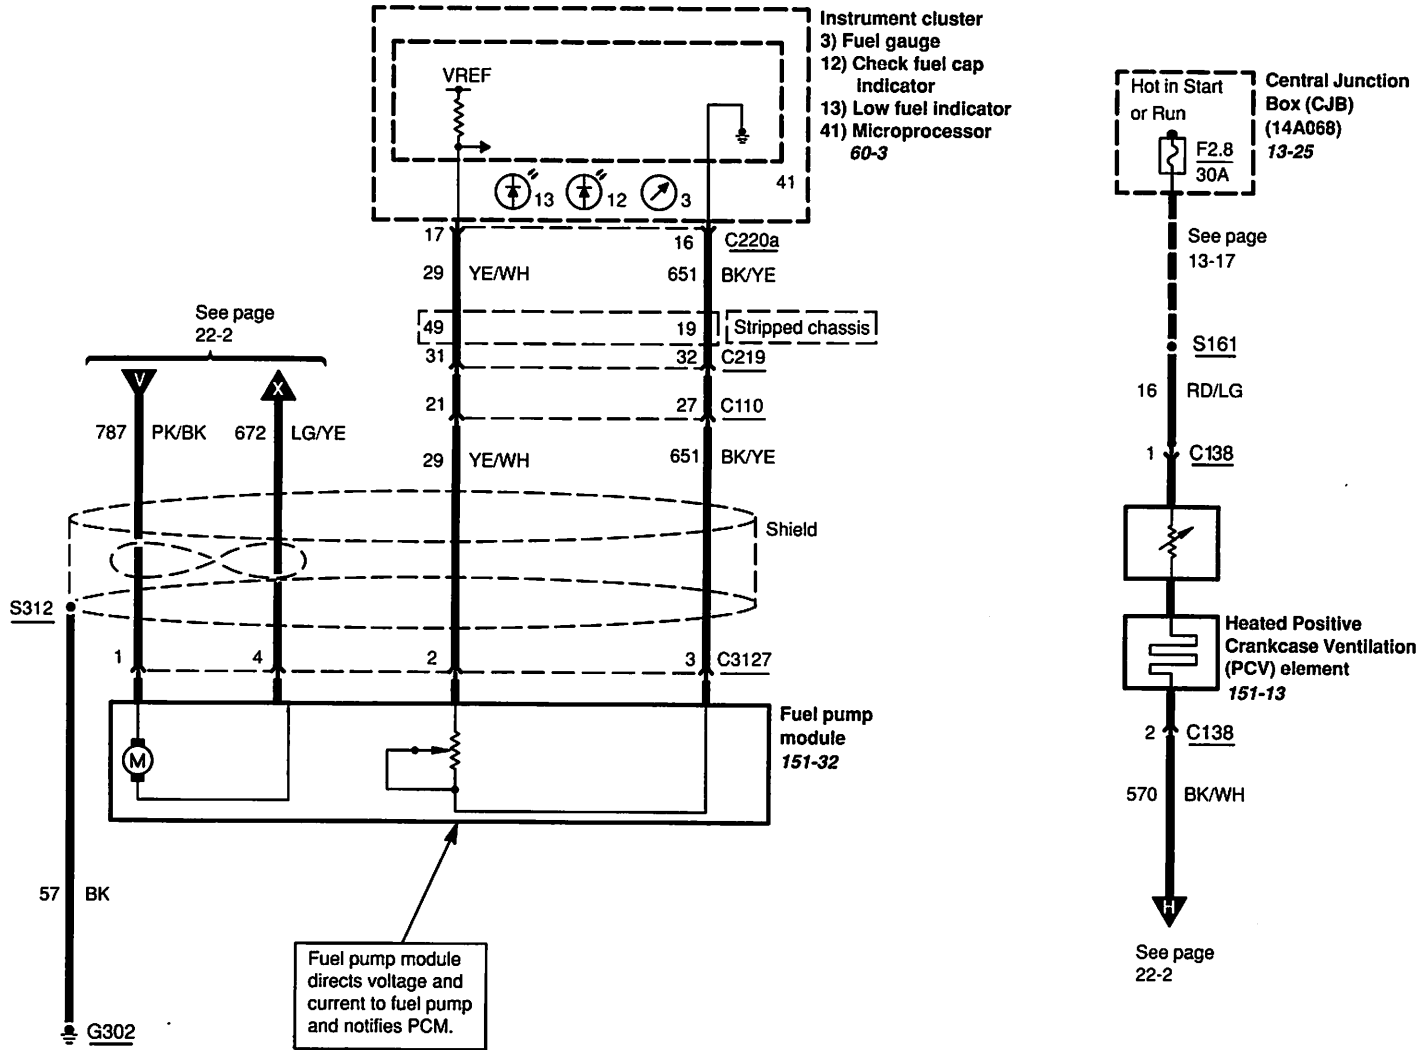 Instrument cluster
3) Fuel gauge
12) Check fuel cap
indicator
13) Low fuel indicator
41) Microprocessor
60-3
VREF
13
12
3
41
17
16
C220a
29
YE/WH
651
BK/YE
49
19
Stripped chassis
31
32
C219
21
27
C110
29
YE/WH
651
BK/YE
See page
22-2
V
X
787
PK/BK
672
LG/YE
Shield
S312
1
4
2
3
C3127
M
Fuel pump
module
151-32
57
BK
G302
Fuel pump module
directs voltage and
current to fuel pump
and notifies PCM.
Hot in Start
or Run
F2.8
30A
Central Junction
Box (CJB)
(14A068)
13-25
See page
13-17
S161
16
RD/LG
1
C138
Heated Positive
Crankcase Ventilation
(PCV) element
151-13
2
C138
570
BK/WH
H
See page
22-2